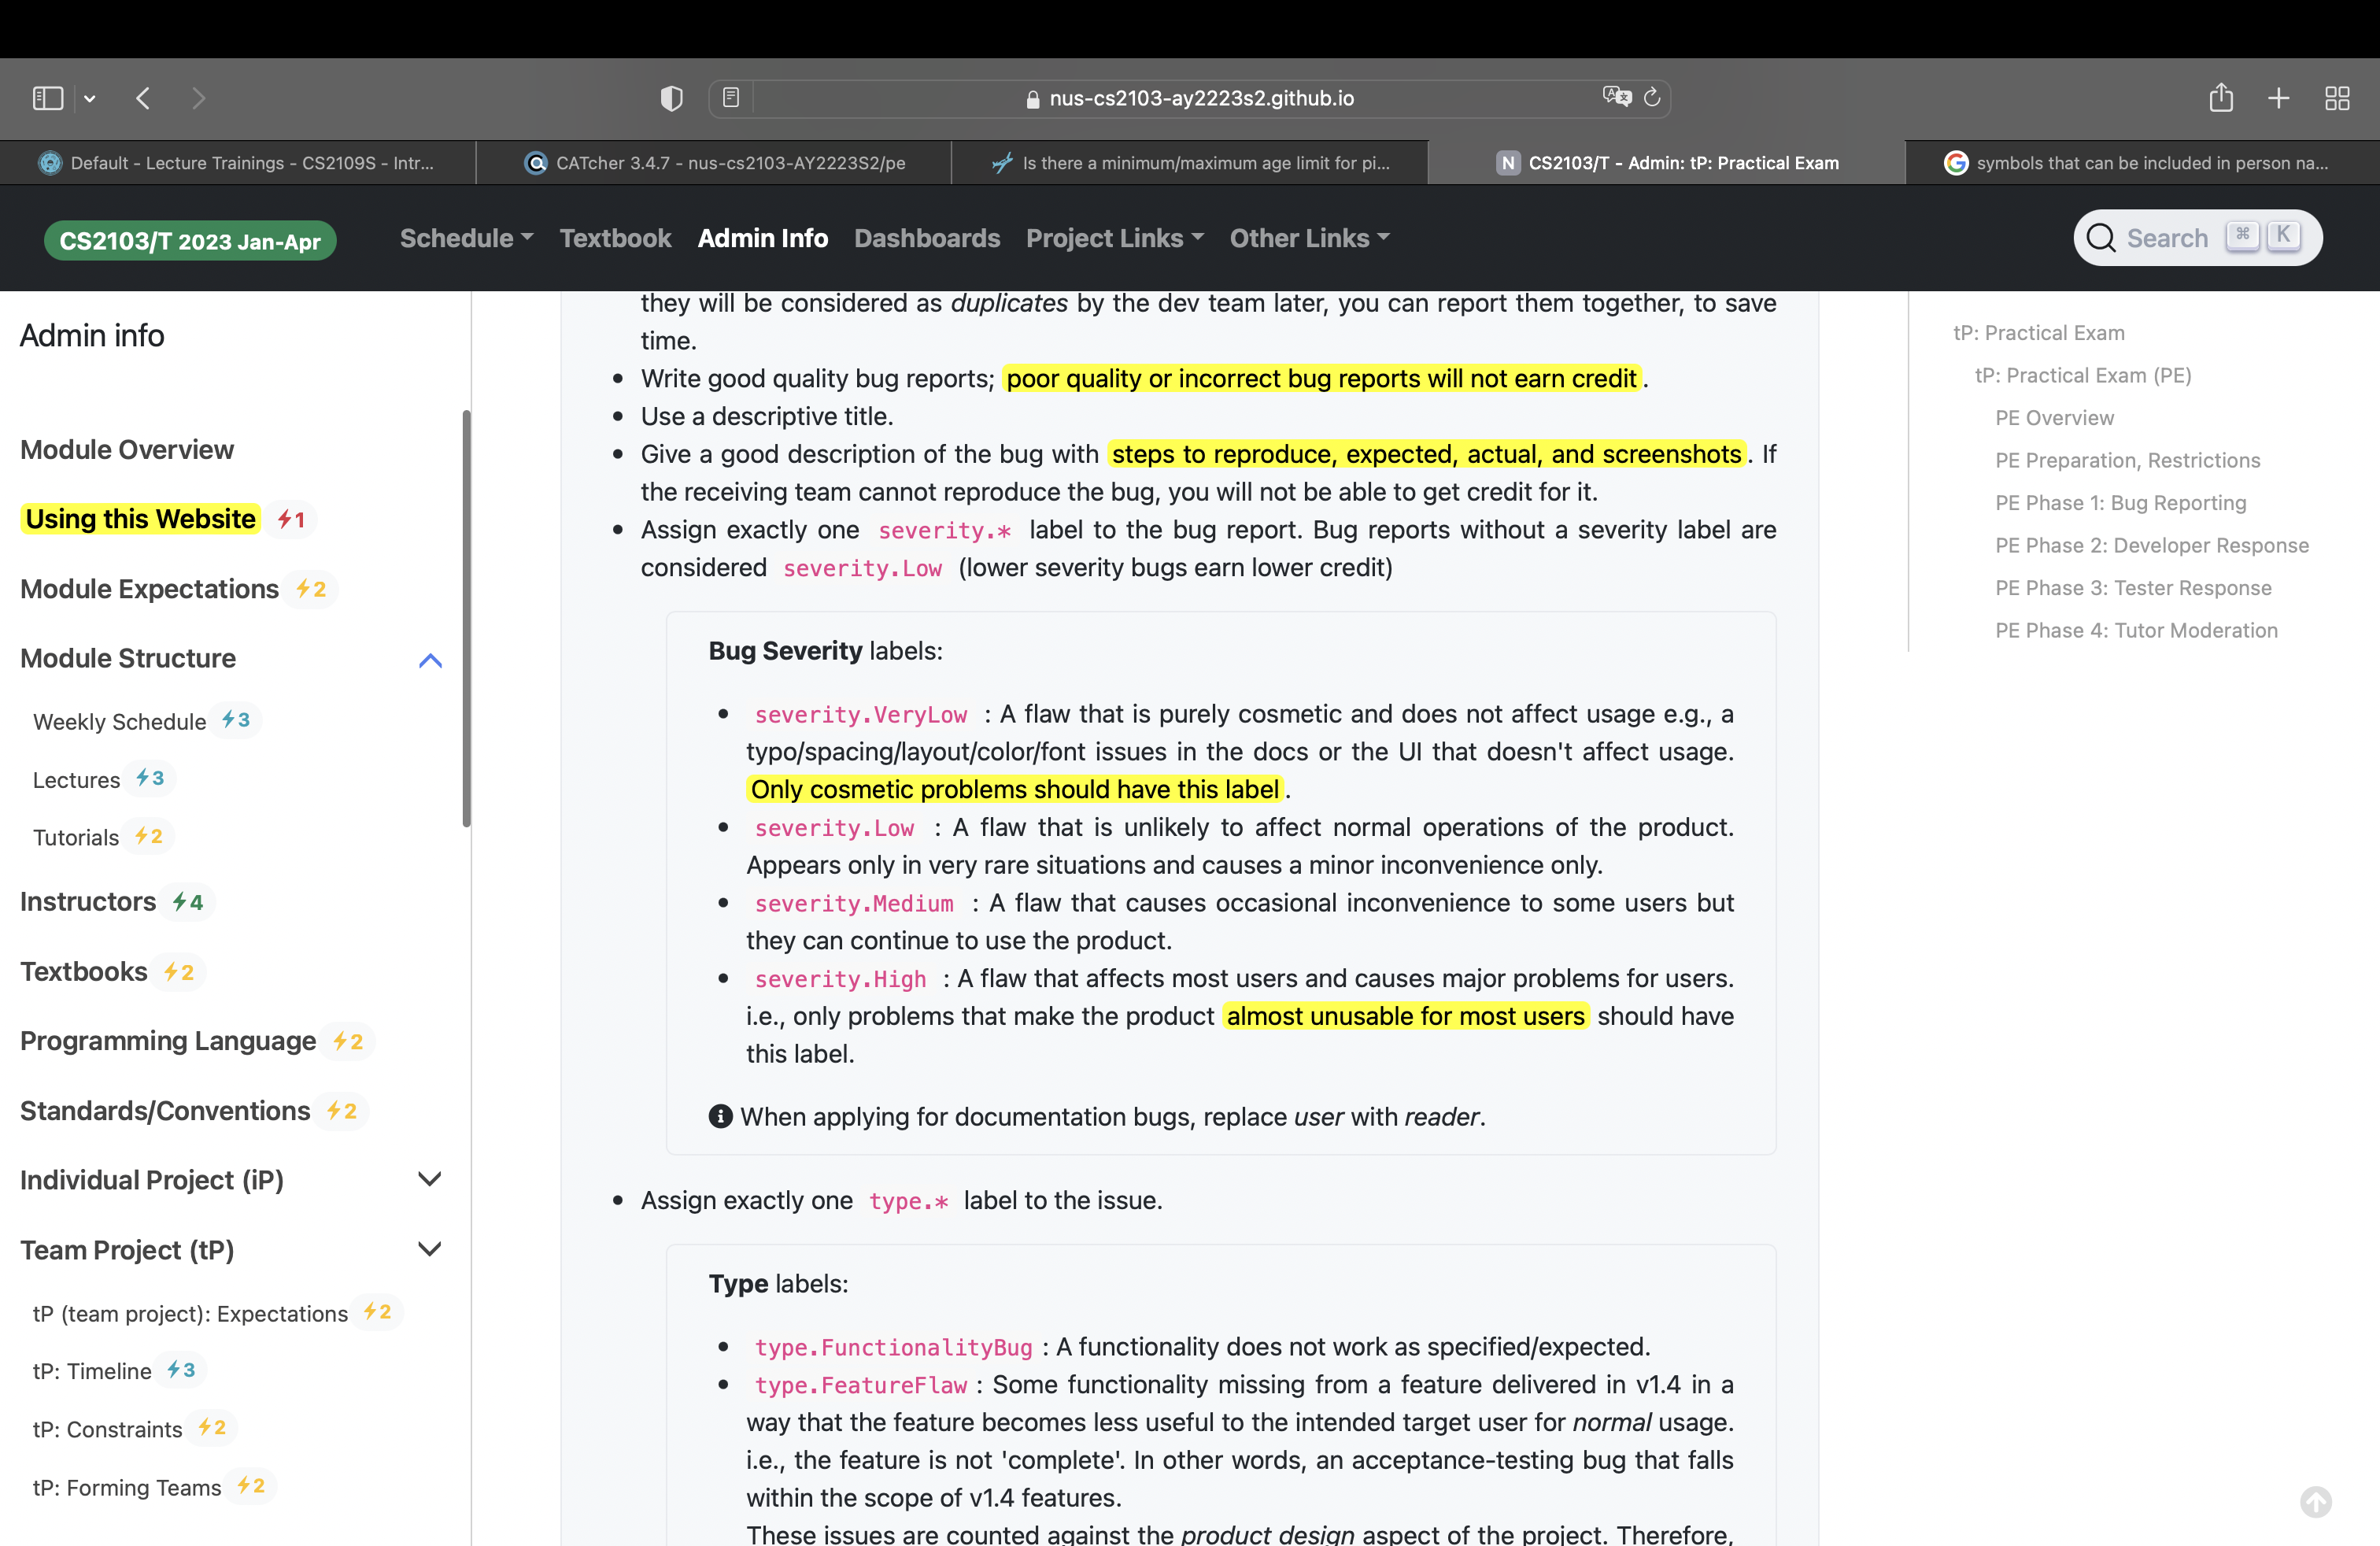 nus-cs2103-ay2223s2.github.io
Default - Lecture Trainings - CS2109S - Intr...
CATcher 3.4.7 - nus-cs2103-AY2223S2/pe
Is there a minimum/maximum age limit for pi...
N CS2103/T - Admin: tP: Practical Exam
symbols that can be included in person na...
CS2103/T 2023 Jan-Apr
Schedule
Textbook
Admin Info
Dashboards
Project Links
Other Links
Search ⌘ K
Admin info
Module Overview
Using this Website 1
Module Expectations 2
Module Structure
Weekly Schedule 3
Lectures 3
Tutorials 2
Instructors 4
Textbooks 2
Programming Language 2
Standards/Conventions 2
Individual Project (iP)
Team Project (tP)
tP (team project): Expectations 2
tP: Timeline 3
tP: Constraints 2
tP: Forming Teams 2
they will be considered as duplicates by the dev team later, you can report them together, to save
time.
• Write good quality bug reports; poor quality or incorrect bug reports will not earn credit.
• Use a descriptive title.
• Give a good description of the bug with steps to reproduce, expected, actual, and screenshots. If
the receiving team cannot reproduce the bug, you will not be able to get credit for it.
• Assign exactly one severity.* label to the bug report. Bug reports without a severity label are
considered severity.Low (lower severity bugs earn lower credit)
Bug Severity labels:
• severity.VeryLow : A flaw that is purely cosmetic and does not affect usage e.g., a
typo/spacing/layout/color/font issues in the docs or the UI that doesn't affect usage.
Only cosmetic problems should have this label.
• severity.Low : A flaw that is unlikely to affect normal operations of the product.
Appears only in very rare situations and causes a minor inconvenience only.
• severity.Medium : A flaw that causes occasional inconvenience to some users but
they can continue to use the product.
• severity.High : A flaw that affects most users and causes major problems for users.
i.e., only problems that make the product almost unusable for most users should have
this label.
When applying for documentation bugs, replace user with reader.
• Assign exactly one type.* label to the issue.
Type labels:
• type.FunctionalityBug : A functionality does not work as specified/expected.
• type.FeatureFlaw : Some functionality missing from a feature delivered in v1.4 in a
way that the feature becomes less useful to the intended target user for normal usage.
i.e., the feature is not 'complete'. In other words, an acceptance-testing bug that falls
within the scope of v1.4 features.
These issues are counted against the product design aspect of the project. Therefore,
tP: Practical Exam
tP: Practical Exam (PE)
PE Overview
PE Preparation, Restrictions
PE Phase 1: Bug Reporting
PE Phase 2: Developer Response
PE Phase 3: Tester Response
PE Phase 4: Tutor Moderation